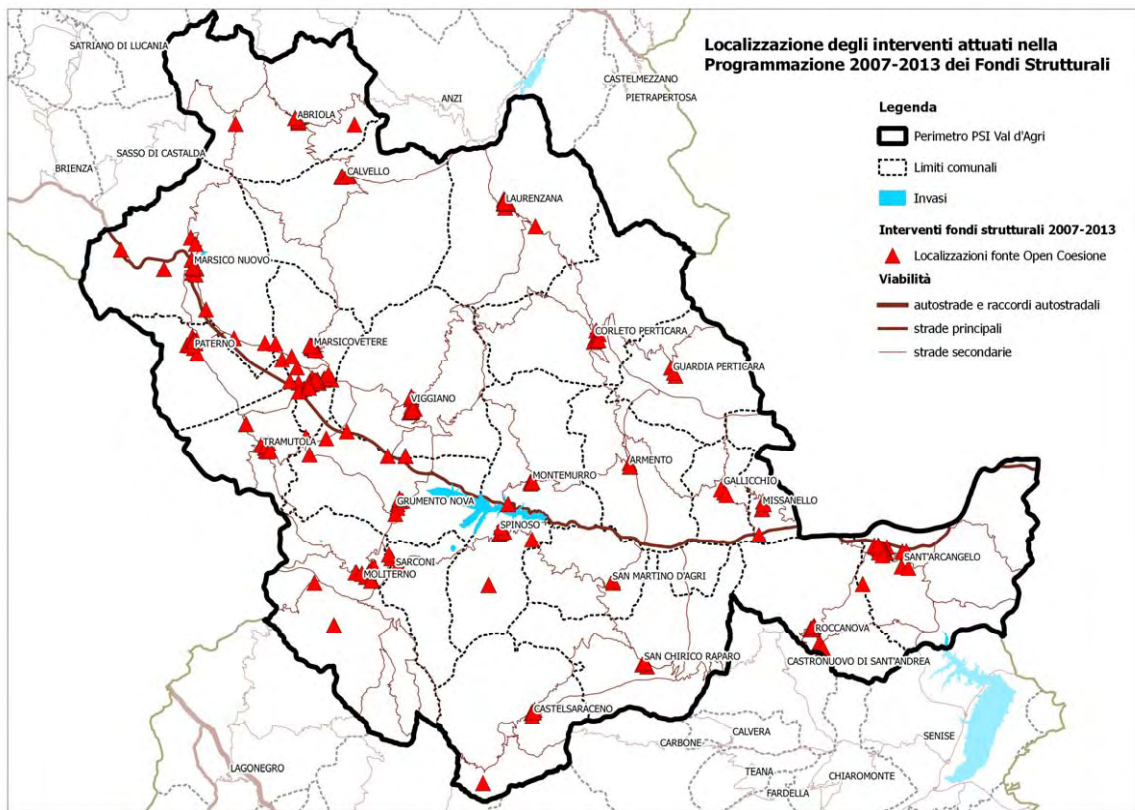 Localizzazione degli interventi attuati nella
Programmazione 2007-2013 dei Fondi Strutturali
Legenda
Perimetro PSI Val d'Agri
Limiti comunali
Invasi
Interventi fondi strutturali 2007-2013
Localizzazioni fonte Open Coesione
Viabilità
autostrade e raccordi autostradali
strade principali
strade secondarie
SATRIANO DI LUCANIA
CASTELMEZZANO
PIETRAPERTOSA
ANZI
ABRIOLA
SASSO DI CASTALDA
BRIENZA
CALVELLO
LAURENZANA
MARSICO NUOVO
PATERNO
MARSICOVETERE
CORLETO PERTICARA
GUARDIA PERTICARA
VIGGIANO
TRAMUTOLA
ARMENTO
MONTEMURRO
GALLICCHIO
MISSANELLO
GRUMENTO NOVA
SPINOSO
SANT'ARCANGELO
SARCONI
MOLITERNO
SAN MARTINO D'AGRI
ROCCANOVA
SAN CHIRICO RAPARO
CASTRONUOVO DI SANT'ANDREA
CASTELSARACENO
CALVERA
SENISE
CARBONE
LAGONEGRO
TEANA
CHIAROMONTE
FARDELLA